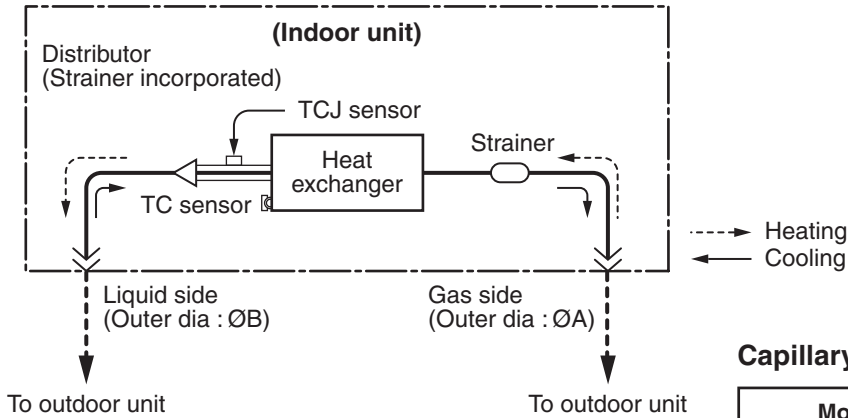 (Indoor unit)
Distributor
(Strainer incorporated)
TCJ sensor
Strainer
Heat
exchanger
TC sensor
Heating
Cooling
Liquid side
(Outer dia : ØB)
Gas side
(Outer dia : ØA)
To outdoor unit
To outdoor unit
Capillary
Mo